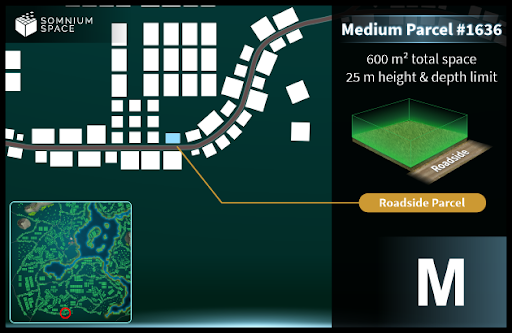 SOMNIUM
SPACE
Medium Parcel #1636
600 m² total space
25 m height & depth limit
Roadside
Roadside Parcel
M